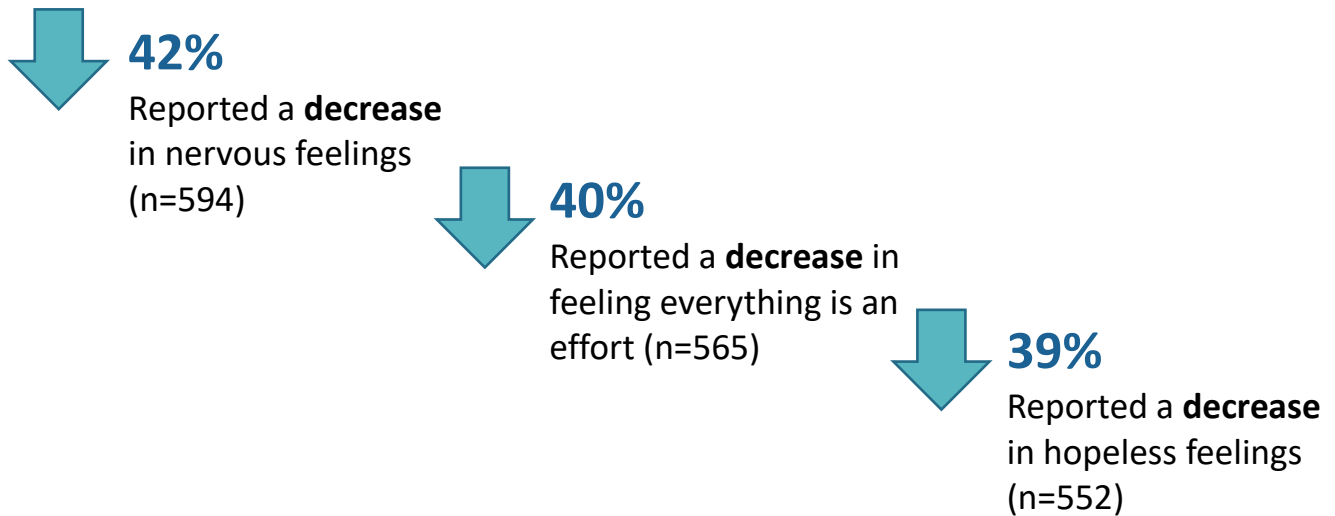 42%
Reported a decrease
in nervous feelings
(n=594)
40%
Reported a decrease in
feeling everything is an
effort (n=565)
39%
Reported a decrease
in hopeless feelings
(n=552)